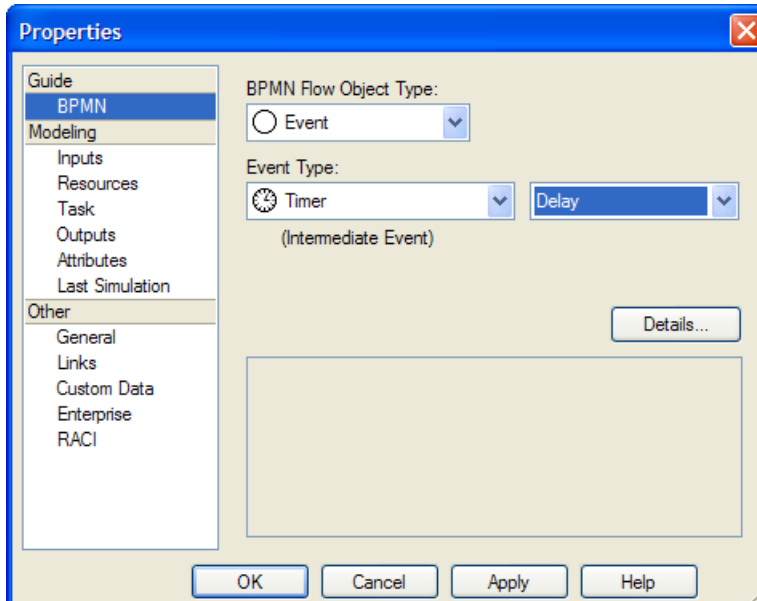 Properties
Guide
BPMN
Modeling
Inputs
Resources
Task
Outputs
Attributes
Last Simulation
Other
General
Links
Custom Data
Enterprise
RACI
BPMN Flow Object Type:
Event
Event Type:
Timer
Delay
(Intermediate Event)
Details...
OK Cancel Apply Help